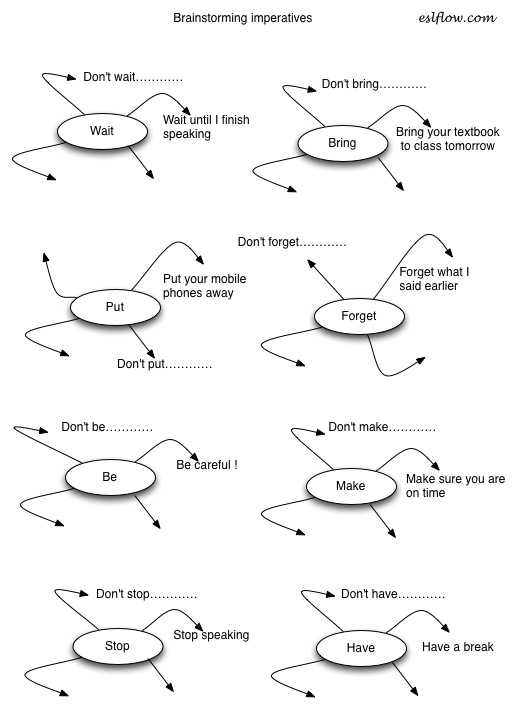 Brainstorming imperatives
eslflow.com
Don't wait............
Wait
Wait until I finish
speaking
Don't bring............
Bring
Bring your textbook
to class tomorrow
Put
Put your mobile
phones away
Don't put............
Don't forget............
Forget
Forget what I
said earlier
Don't be............
Be
Be careful !
Don't make............
Make
Make sure you are
on time
Don't stop............
Stop
Stop speaking
Don't have............
Have
Have a break